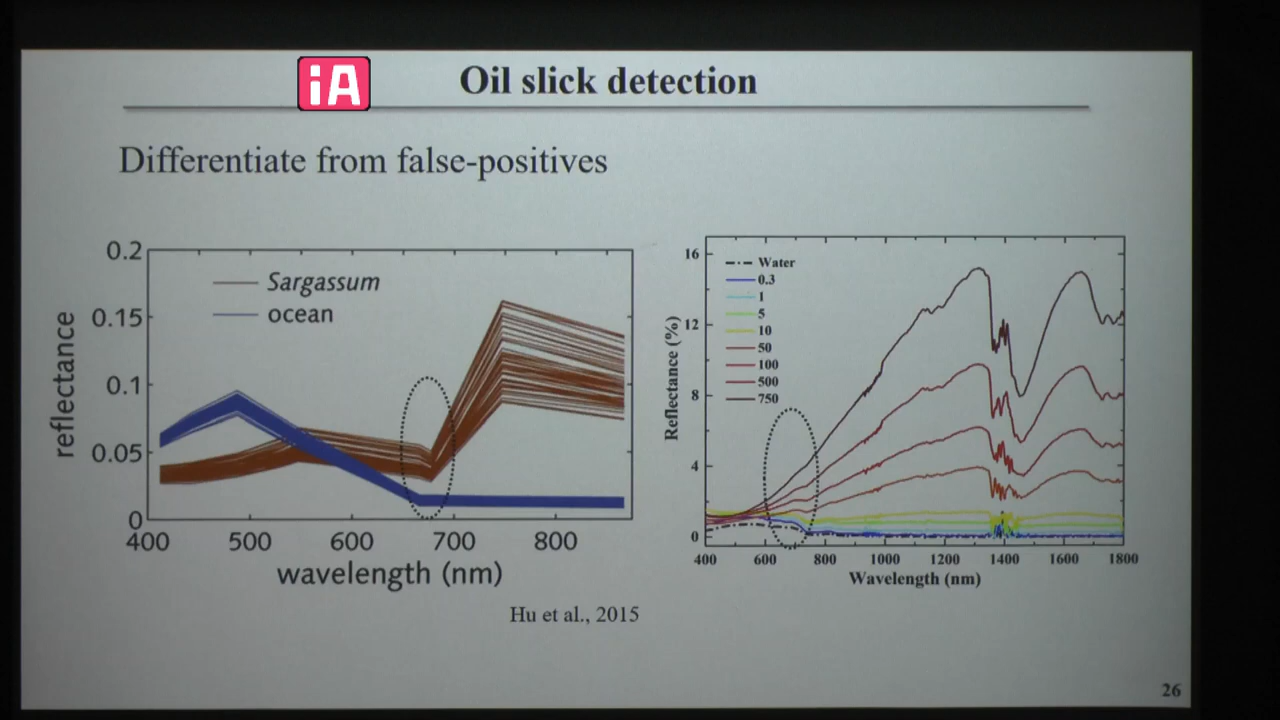 iA
Oil slick detection
Differentiate from false-positives
0.2
0.15
0.1
0.05
0
reflectance
Sargassum
ocean
400 500 600 700 800
wavelength (nm)
16
12
8
4
0
Reflectance (%)
Water
0.3
1
5
10
50
100
500
750
400 600 800 1000 1200 1400 1600 1800
Wavelength (nm)
Hu et al., 2015
26